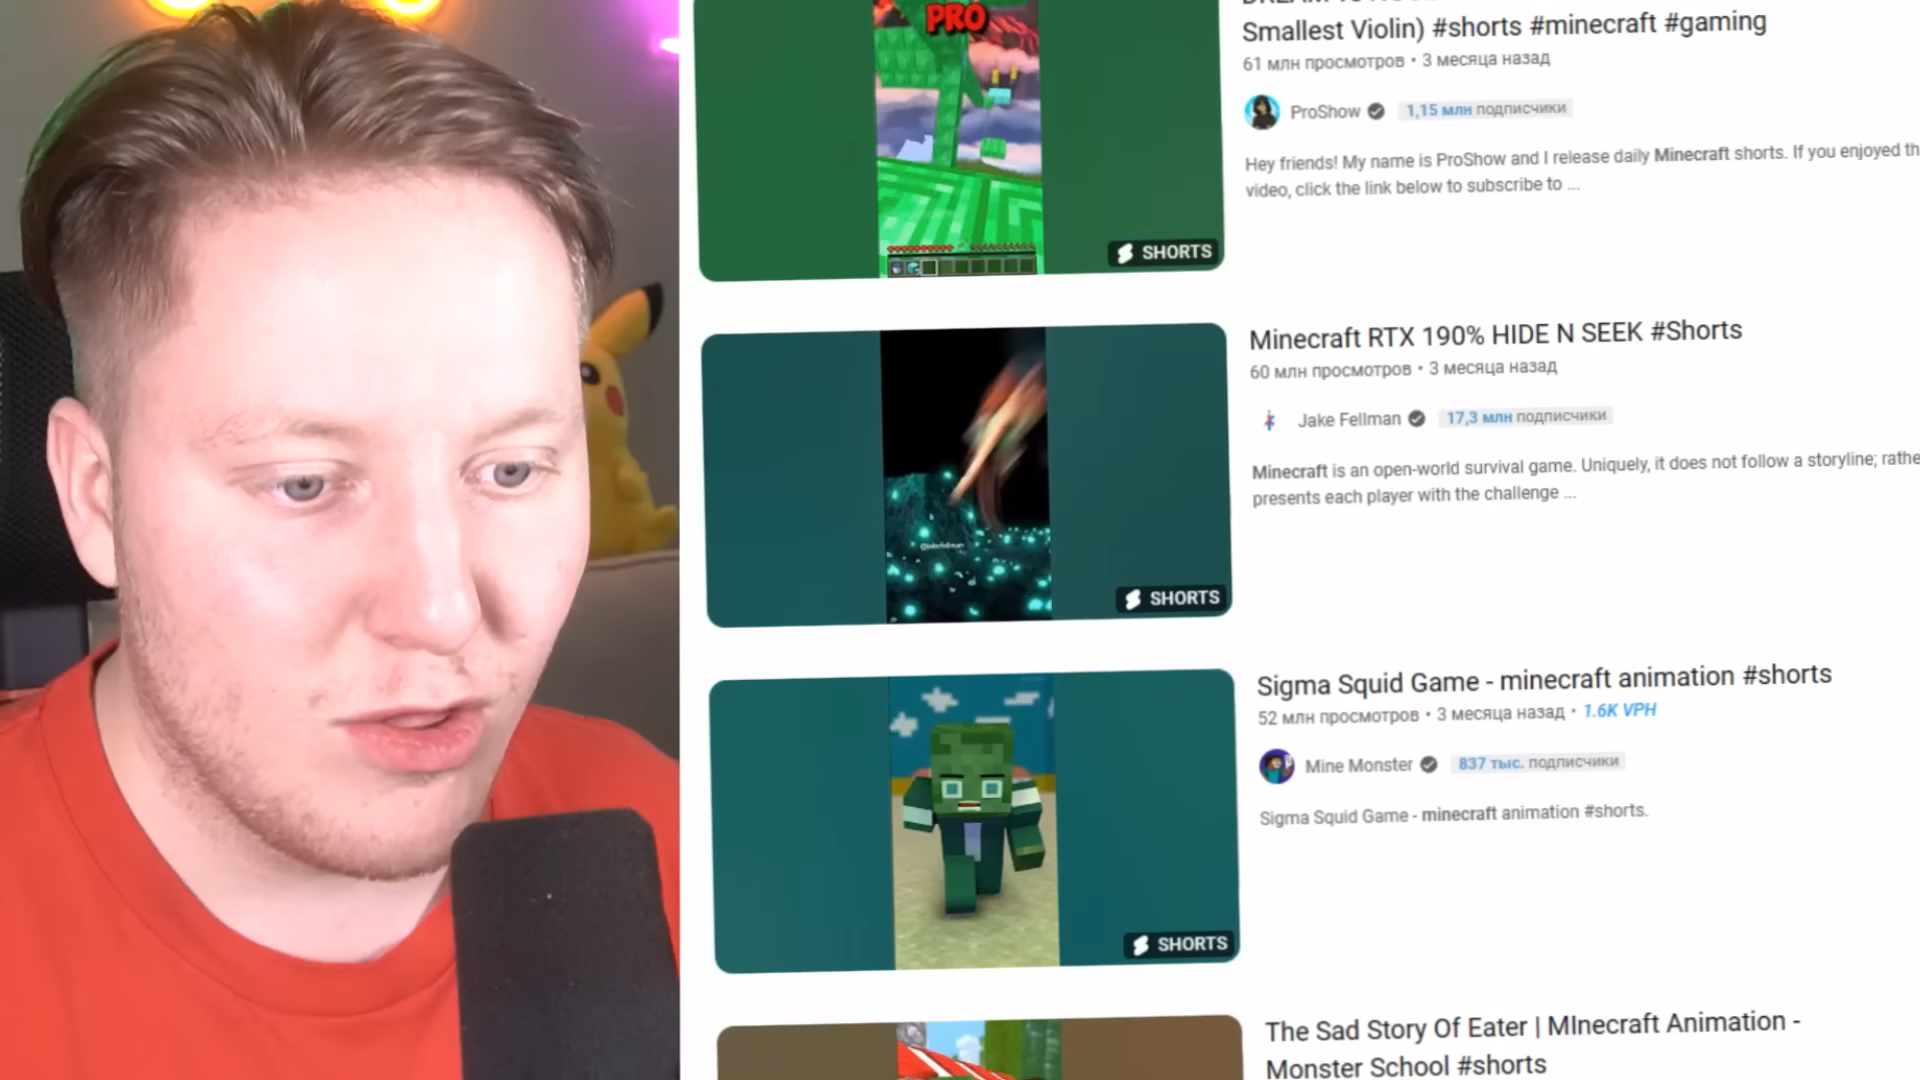 PRO
Smallest Violin) #shorts #minecraft #gaming
61 млн просмотров • 3 месяца назад
ProShow 1,15 млн подписчики
Hey friends! My name is ProShow and I release daily Minecraft shorts. If you enjoyed th
video, click the link below to subscribe to ...
SHORTS
Minecraft RTX 190% HIDE N SEEK #Shorts
60 млн просмотров • 3 месяца назад
Jake Fellman 17,3 млн подписчики
Minecraft is an open-world survival game. Uniquely, it does not follow a storyline; rathe
presents each player with the challenge ...
SHORTS
Sigma Squid Game - minecraft animation #shorts
52 млн просмотров • 3 месяца назад • 1.6K VPH
Mine Monster 837 тыс. подписчики
Sigma Squid Game - minecraft animation #shorts.
SHORTS
The Sad Story Of Eater | MInecraft Animation -
Monster School #shorts